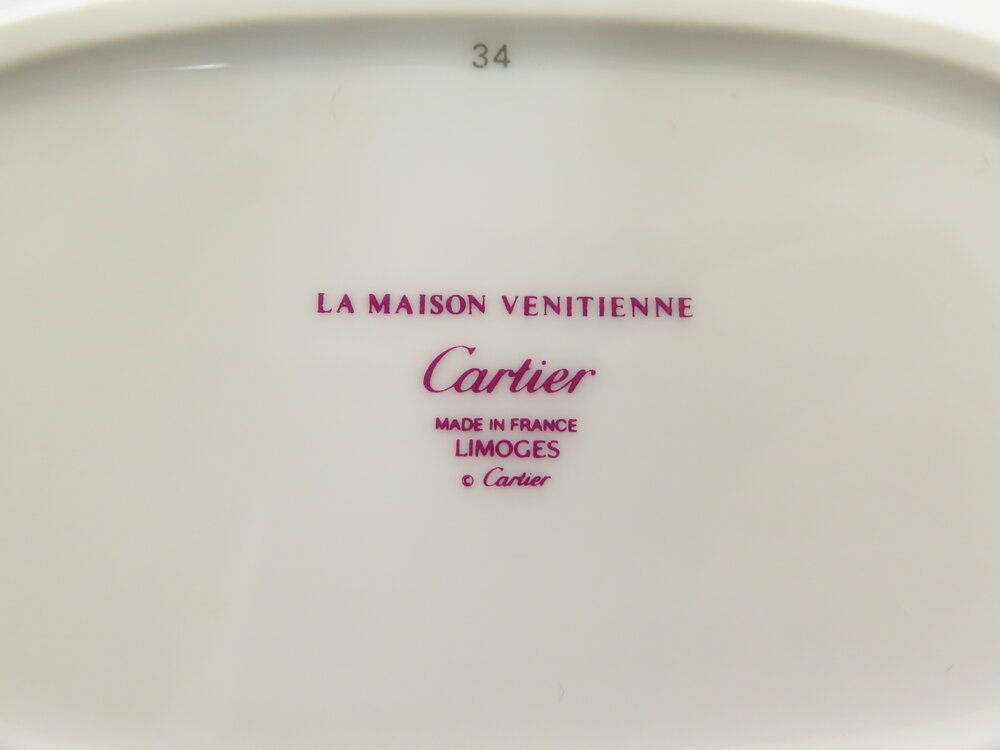 34
LA MAISON VENITIENNE
Cartier
MADE IN FRANCE
LIMOGES
© Cartier